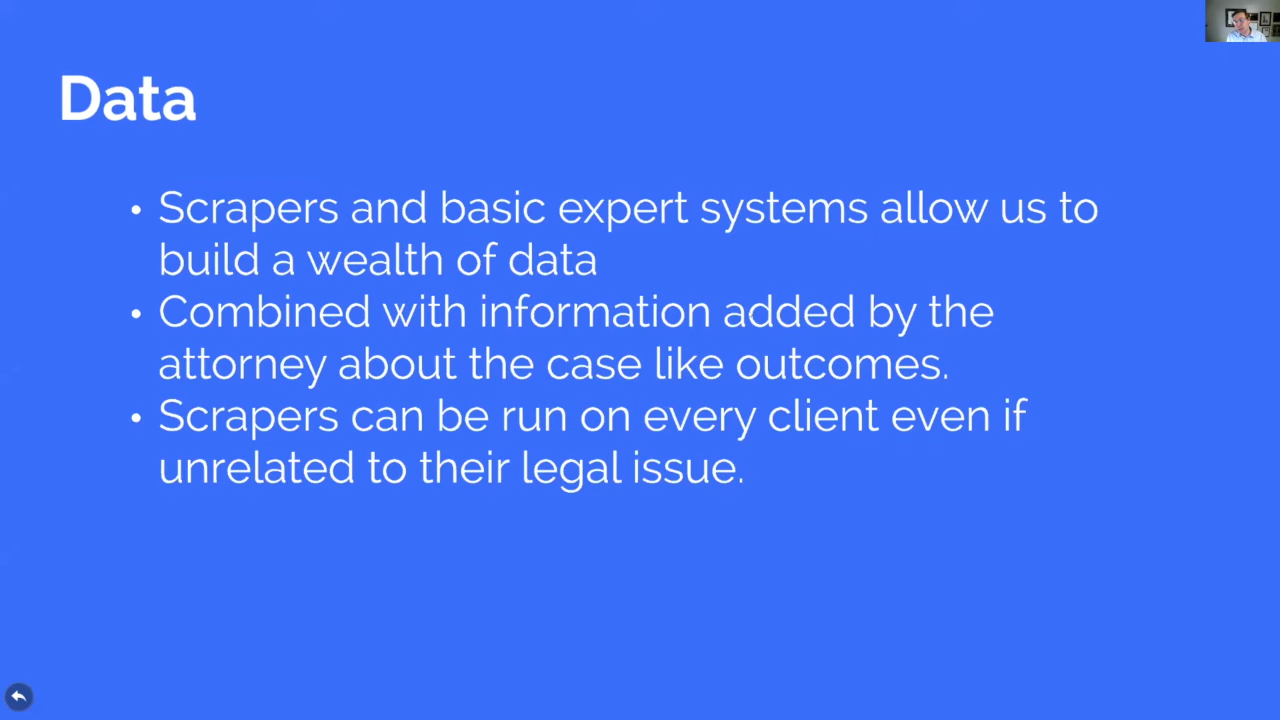 Data
• Scrapers and basic expert systems allow us to
build a wealth of data
• Combined with information added by the
attorney about the case like outcomes.
• Scrapers can be run on every client even if
unrelated to their legal issue.